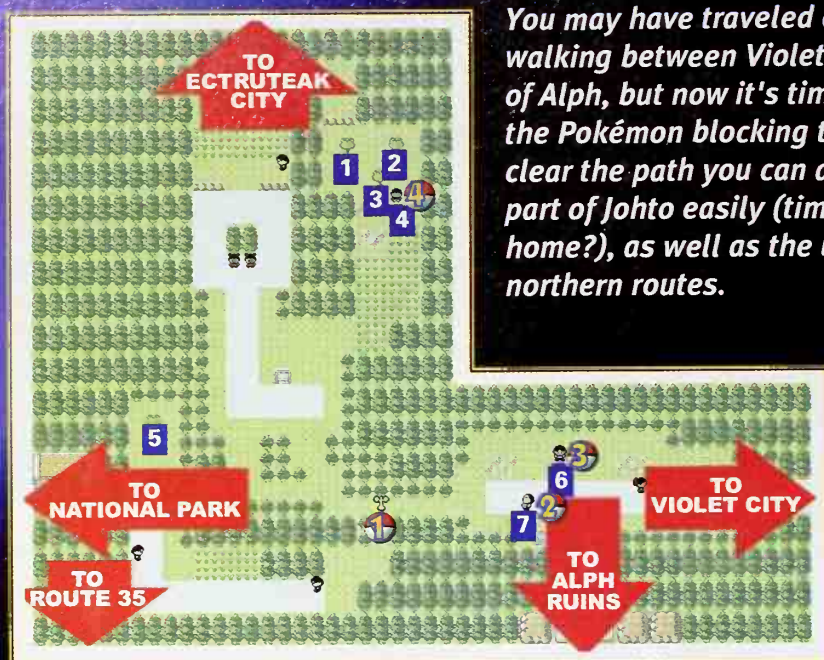 You may have traveled
walking between Violet
of Alph, but now it's tim
the Pokémon blocking t
clear the path you can
part of Johto easily (tim
home?), as well as the
northern routes.
TO
ECTRUTEAK
CITY
1
2
3
4
4
5
TO
NATIONAL PARK
TO
ROUTE 35
1
3
6
2
7
TO
VIOLET CITY
TO
ALPH
RUINS